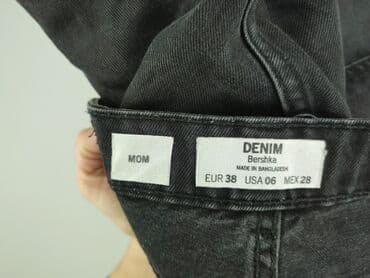 MOM
DENIM
Bershka
MADE IN BANGLADESH
EUR 38 USA 06 MEX 28